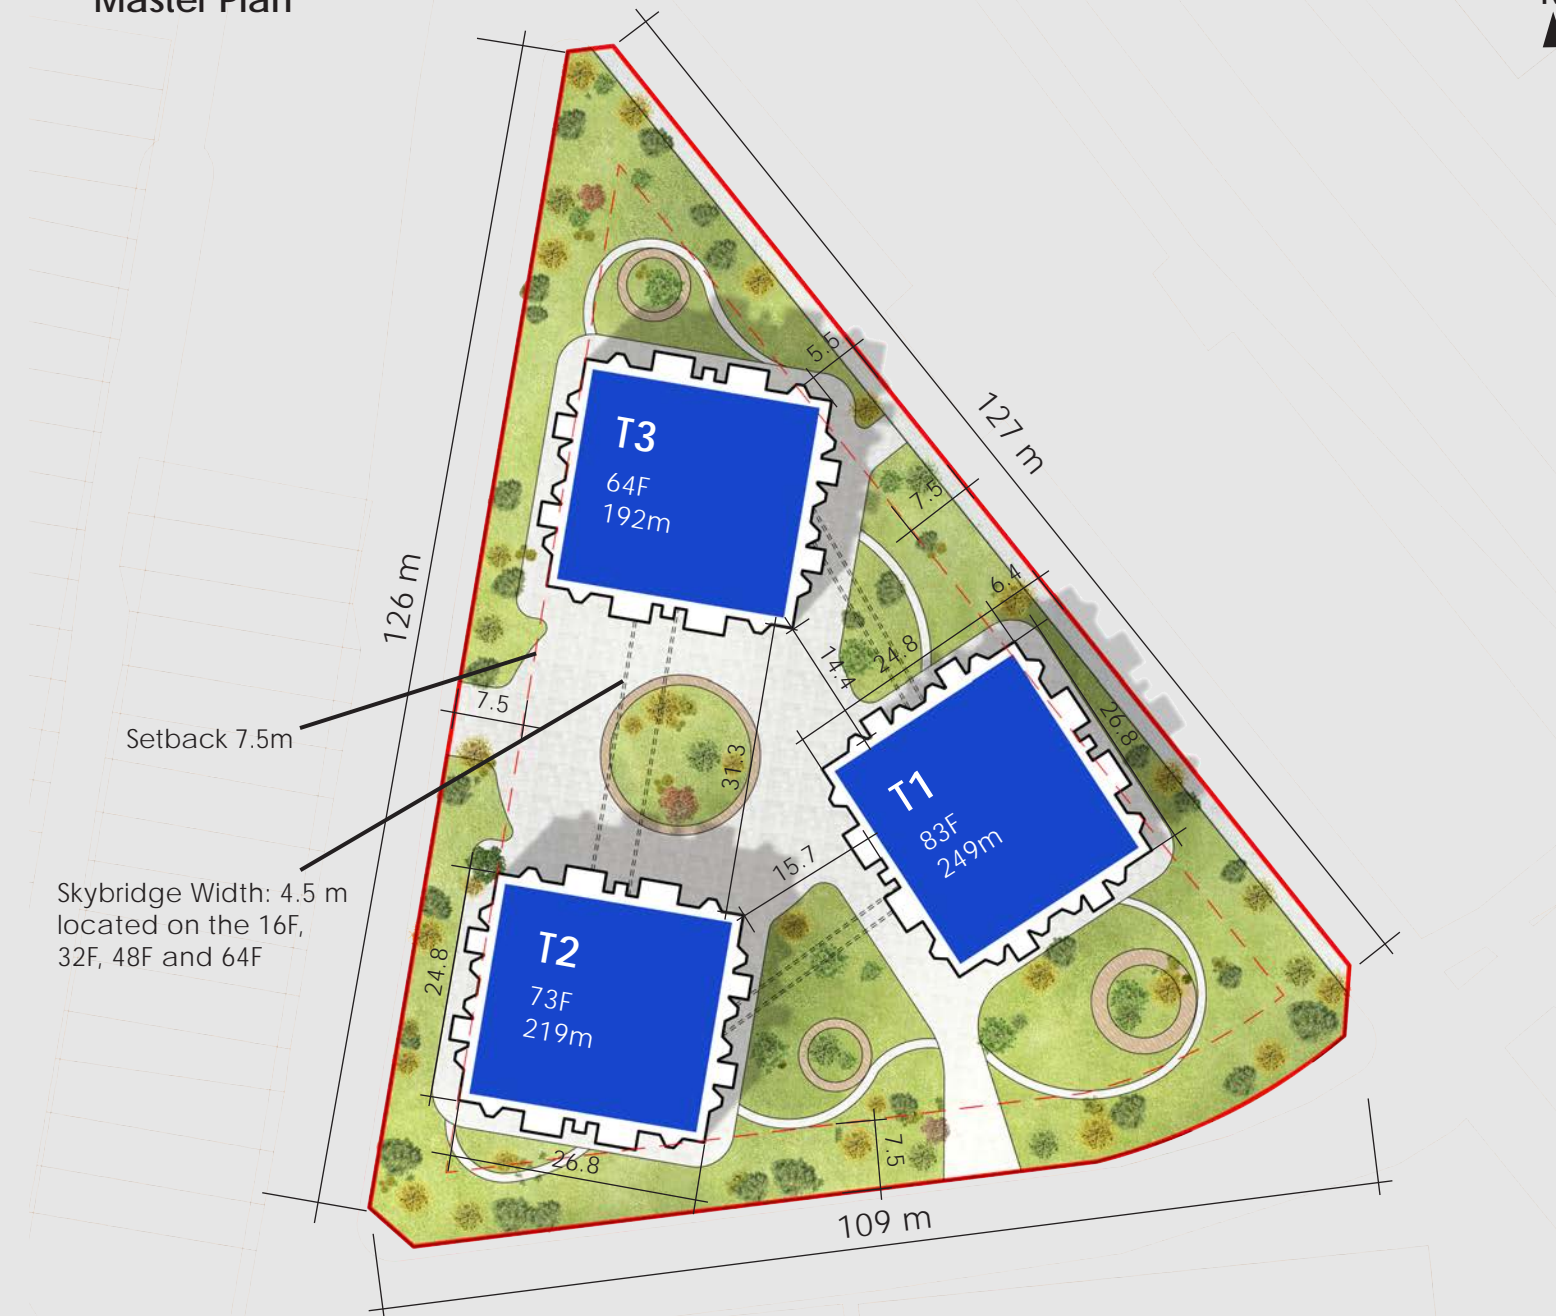 Master Plan
5.5
127 m
T3
64F
192m
7.5
126 m
6.4
24.8
14.4
7.5
26.8
Setback 7.5m
31.3
T1
83F
249m
15.7
Skybridge Width: 4.5 m
located on the 16F,
32F, 48F and 64F
T2
73F
219m
24.8
7.5
26.8
109 m